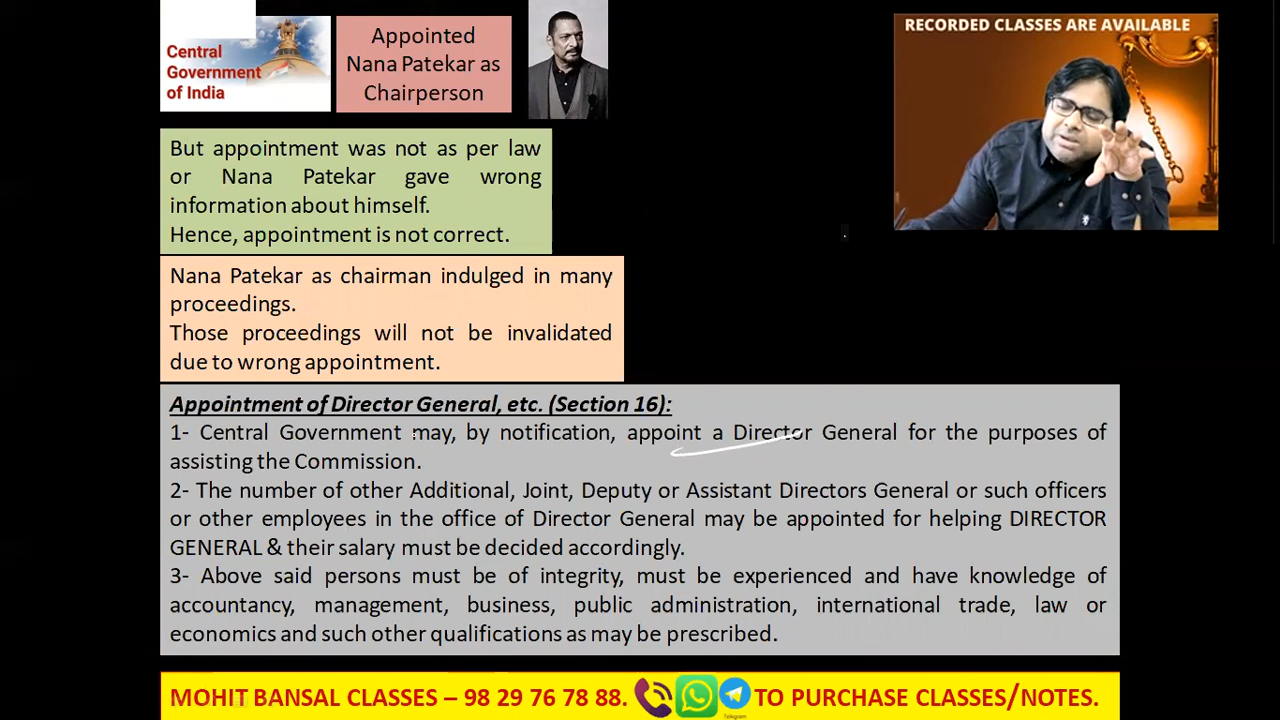 Central
Government
of India
Appointed
Nana Patekar as
Chairperson
RECORDED CLASSES ARE AVAILABLE
But appointment was not as per law
or Nana Patekar gave wrong
information about himself.
Hence, appointment is not correct.
Nana Patekar as chairman indulged in many
proceedings.
Those proceedings will not be invalidated
due to wrong appointment.
Appointment of Director General, etc. (Section 16):
1- Central Government may, by notification, appoint a Director General for the purposes of
assisting the Commission.
2- The number of other Additional, Joint, Deputy or Assistant Directors General or such officers
or other employees in the office of Director General may be appointed for helping DIRECTOR
GENERAL & their salary must be decided accordingly.
3- Above said persons must be of integrity, must be experienced and have knowledge of
accountancy, management, business, public administration, international trade, law or
economics and such other qualifications as may be prescribed.
MOHIT BANSAL CLASSES – 98 29 76 78 88. TO PURCHASE CLASSES/NOTES.
Telegram